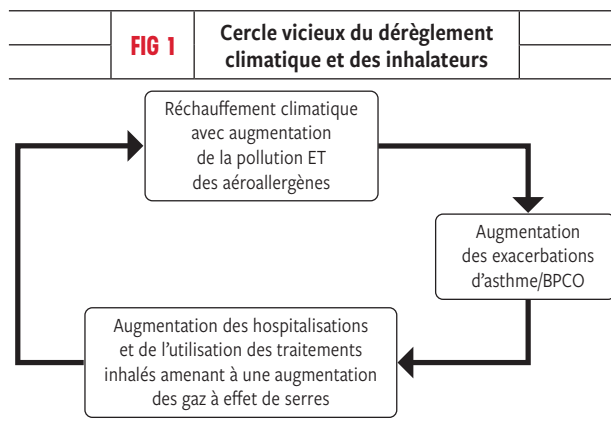 FIG 1
Cercle vicieux du dérèglement
climatique et des inhalateurs
Réchauffement climatique
avec augmentation
de la pollution ET
des aéroallergènes
Augmentation
des exacerbations
d'asthme/BPCO
Augmentation des hospitalisations
et de l'utilisation des traitements
inhalés amenant à une augmentation
des gaz à effet de serres